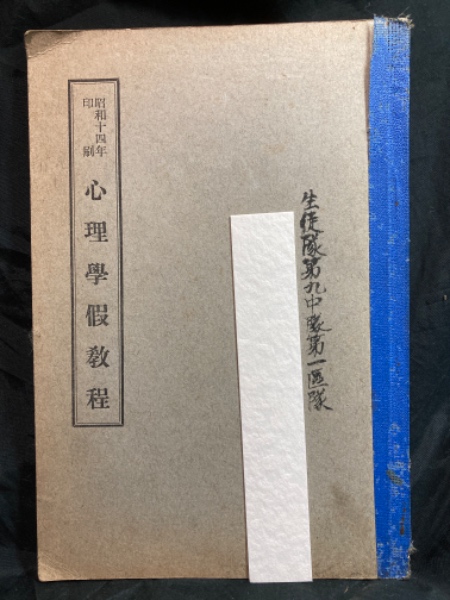 生徒隊第九中隊第一區隊
昭和十四年
印刷
心理學假教程